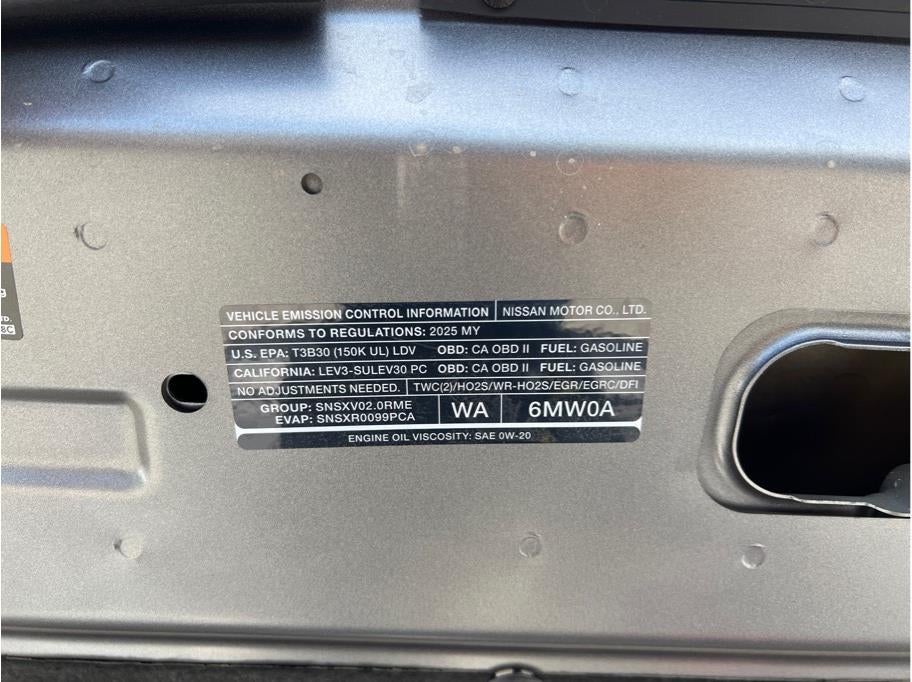 VEHICLE EMISSION CONTROL INFORMATION NISSAN MOTOR CO., LTD.
CONFORMS TO REGULATIONS: 2025 MY
U.S. EPA: T3B30 (150K UL) LDV OBD: CA OBD II FUEL: GASOLINE
CALIFORNIA: LEV3-SULEV30 PC OBD: CA OBD II FUEL: GASOLINE
NO ADJUSTMENTS NEEDED. TWC(2)/HO2S/WR-HO2S/EGR/EGRC/DFI
GROUP: SNSXV02.0RME
EVAP: SNSXR0099PCA
WA 6MW0A
ENGINE OIL VISCOSITY: SAE 0W-20